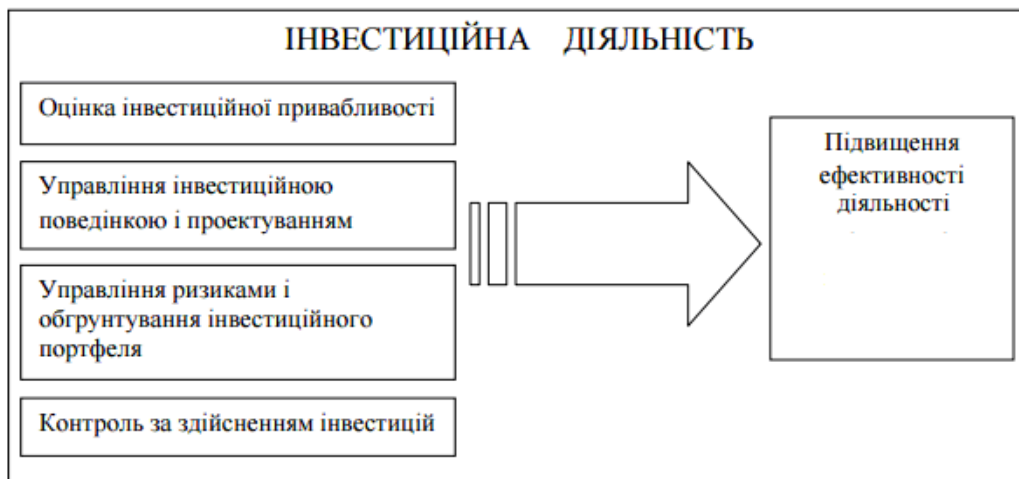 ІНВЕСТИЦІЙНА ДІЯЛЬНІСТЬ
Оцінка інвестиційної привабливості
Управління інвестиційною
поведінкою і проектуванням
Управління ризиками і
обгрунтування інвестиційного
портфеля
Контроль за здійсненням інвестицій
Підвищення
ефективності
діяльності